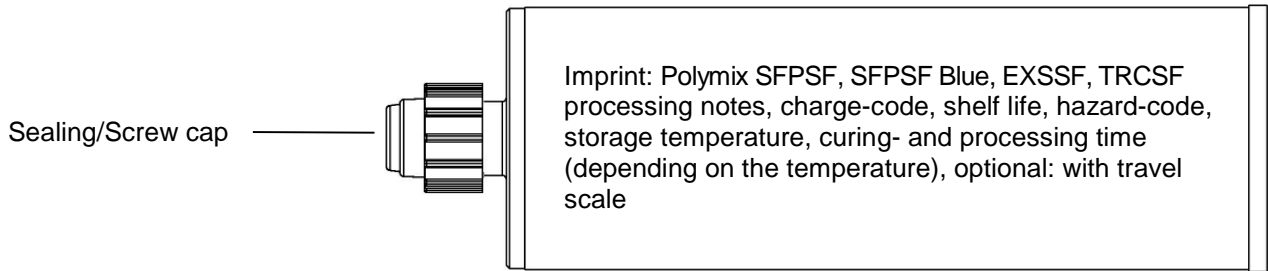 Sealing/Screw cap
Imprint: Polymix SFPSF, SFPSF Blue, EXSSF, TRCSF
processing notes, charge-code, shelf life, hazard-code,
storage temperature, curing- and processing time
(depending on the temperature), optional: with travel
scale